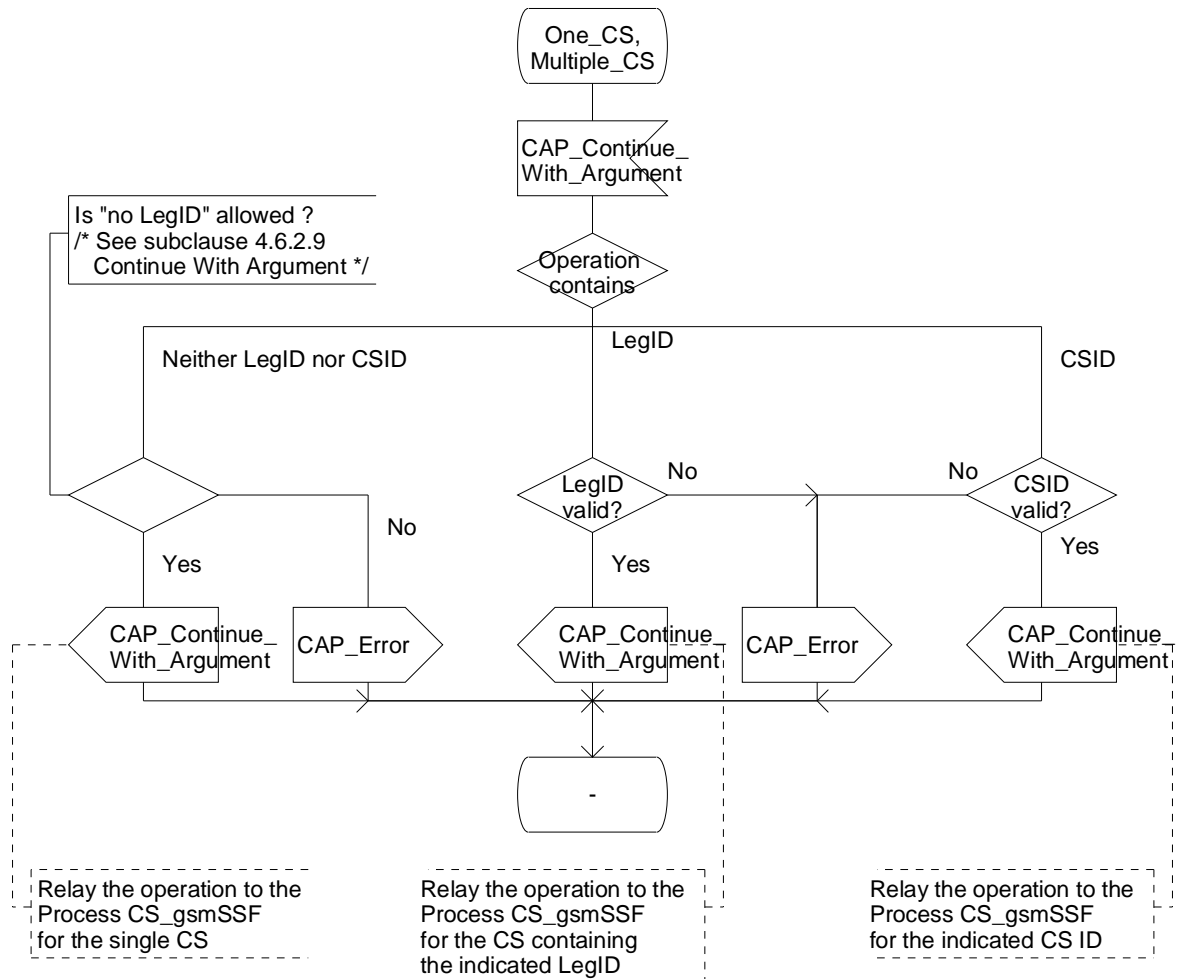 One_CS,
Multiple_CS
CAP_Continue_
With_Argument
Is "no LegID" allowed ?
/* See subclause 4.6.2.9
Continue With Argument */
Operation
contains
Neither LegID nor CSID
LegID
CSID
No
LegID
valid?
No
No
CSID
valid?
Yes
Yes
Yes
CAP_Continue_
With_Argument
CAP_Error
CAP_Continue_
With_Argument
CAP_Error
CAP_Continue_
With_Argument
-
Relay the operation to the
Process CS_gsmSSF
for the single CS
Relay the operation to the
Process CS_gsmSSF
for the CS containing
the indicated LegID
Relay the operation to the
Process CS_gsmSSF
for the indicated CS ID